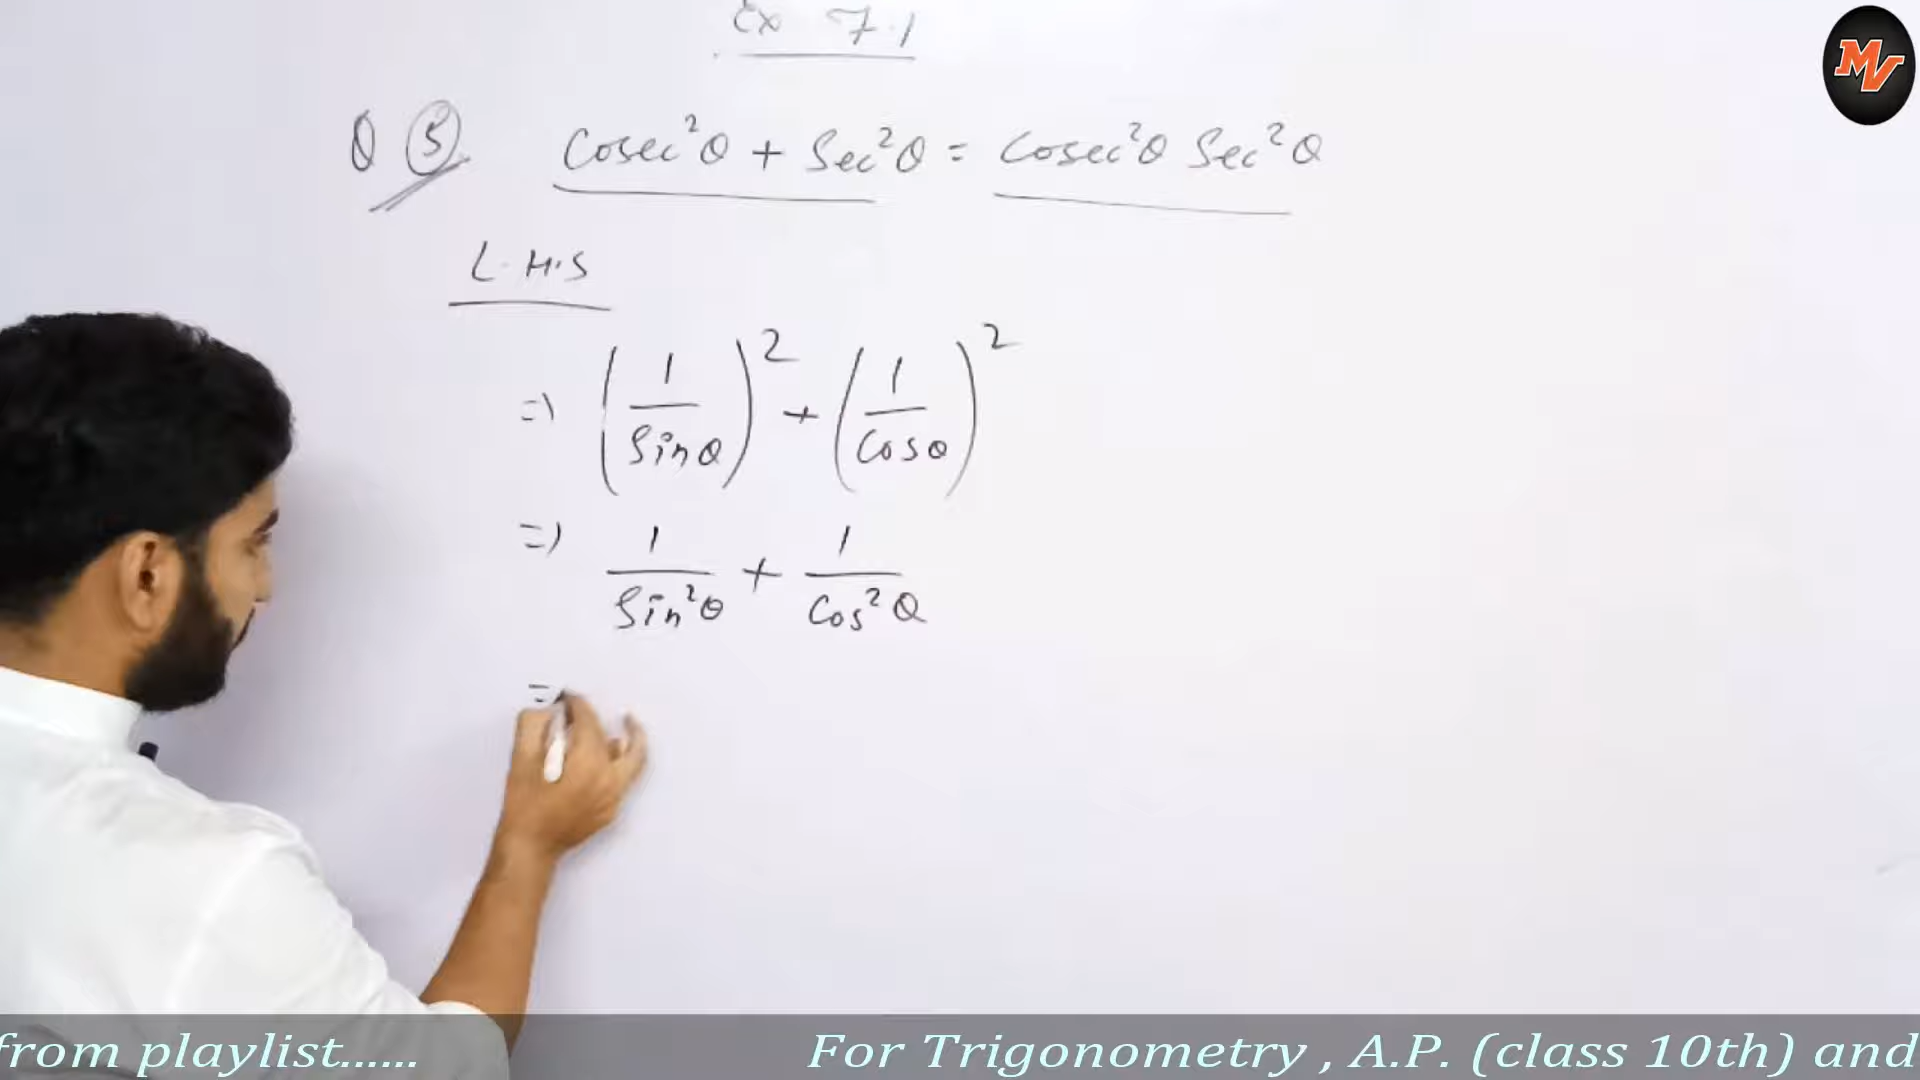 Ex 7.1
MV
Q 5 Cosec²θ + Sec²θ = Cosec²θ Sec²θ
L.H.S
=> (1/Sinθ)² + (1/Cosθ)²
=> 1/Sin²θ + 1/Cos²θ
=
from playlist...... For Trigonometry , A.P. (class 10th) and